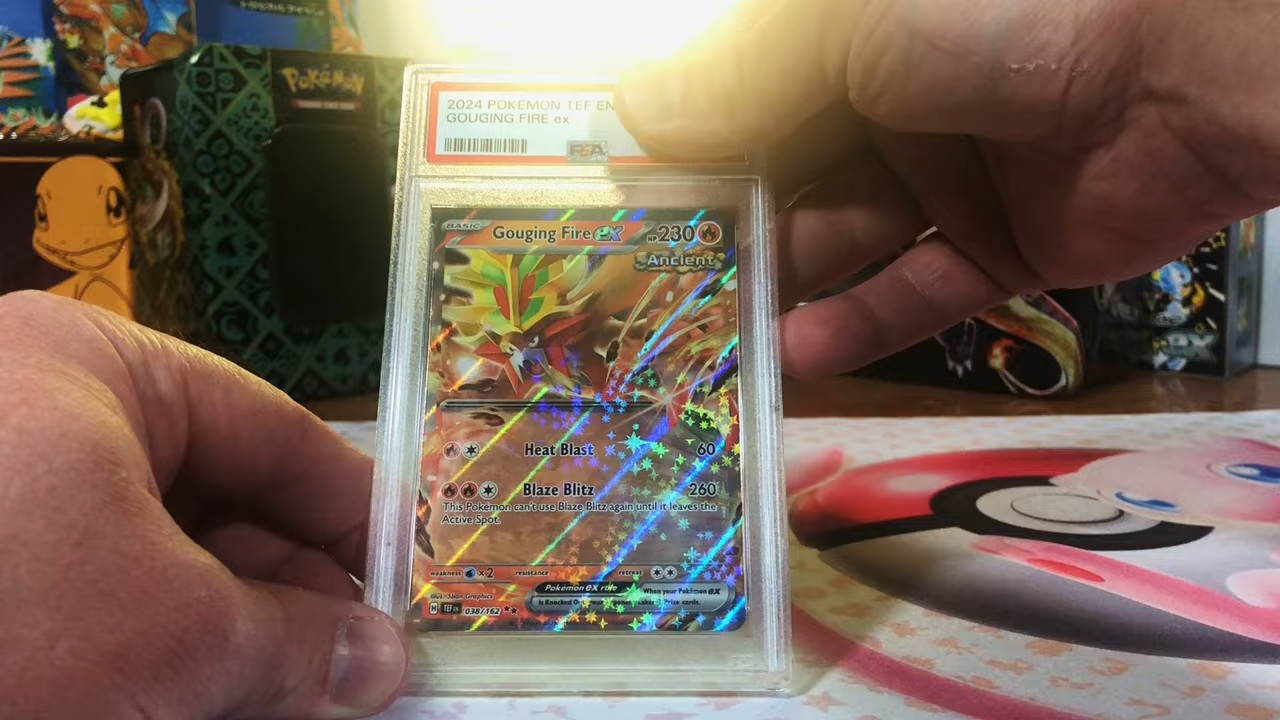 POKéMON
2024 POKEMON TEF EN
GOUGING FIRE ex
PSA
BASIC Gouging Fire ex HP 230
Ancient
Heat Blast 60
Blaze Blitz 260
This Pokémon can't use Blaze Blitz again until it leaves the
Active Spot.
weakness ×2 resistance retreat
Illus. 5ban Graphics
Pokémon ex rule When your Pokémon ex
is Knocked Out, your opponent takes 2 Prize cards.
H TEF EN 038/162
ex